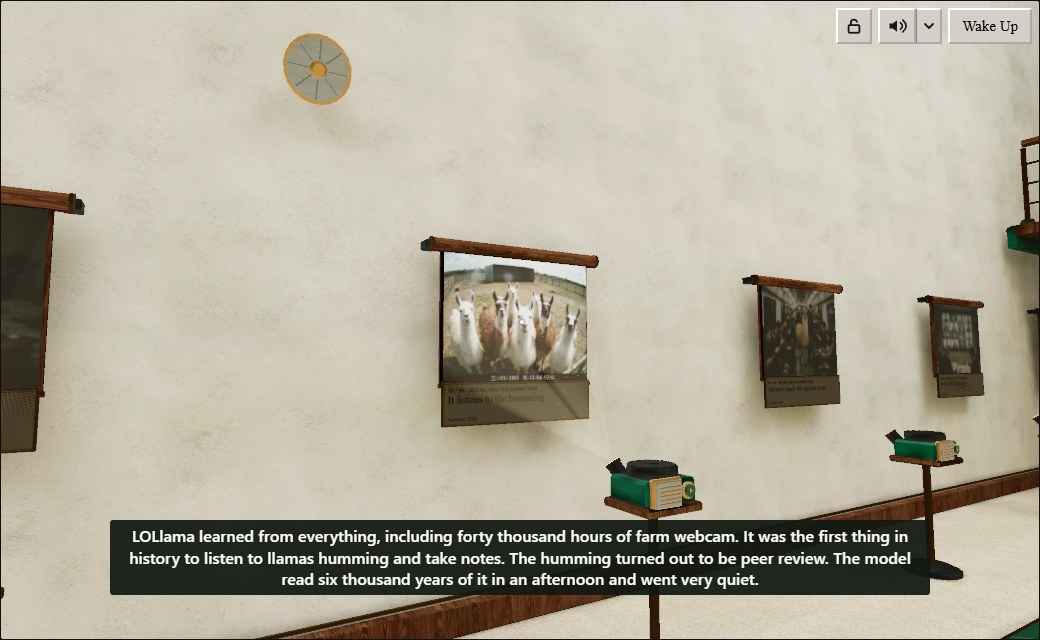 Wake Up
It listens to the humming
LOLlama learned from everything, including forty thousand hours of farm webcam. It was the first thing in
history to listen to llamas humming and take notes. The humming turned out to be peer review. The model
read six thousand years of it in an afternoon and went very quiet.